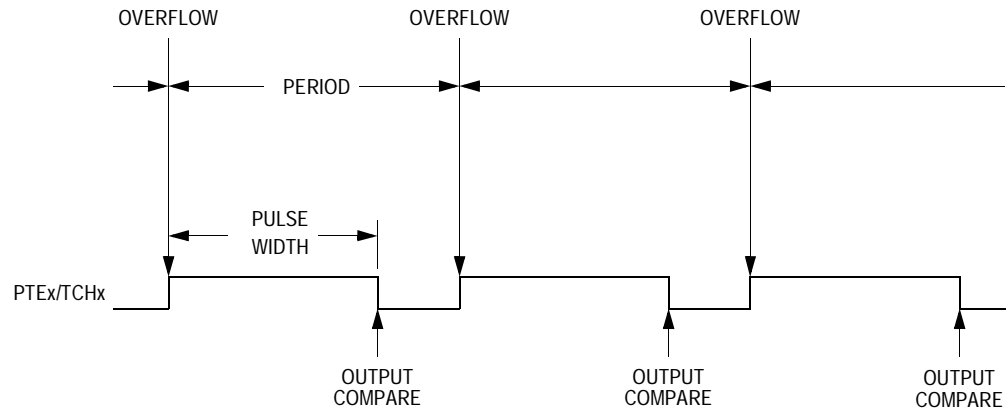 OVERFLOW
OVERFLOW
OVERFLOW
PERIOD
PULSE
WIDTH
PTEx/TCHx
OUTPUT
COMPARE
OUTPUT
COMPARE
OUTPUT
COMPARE